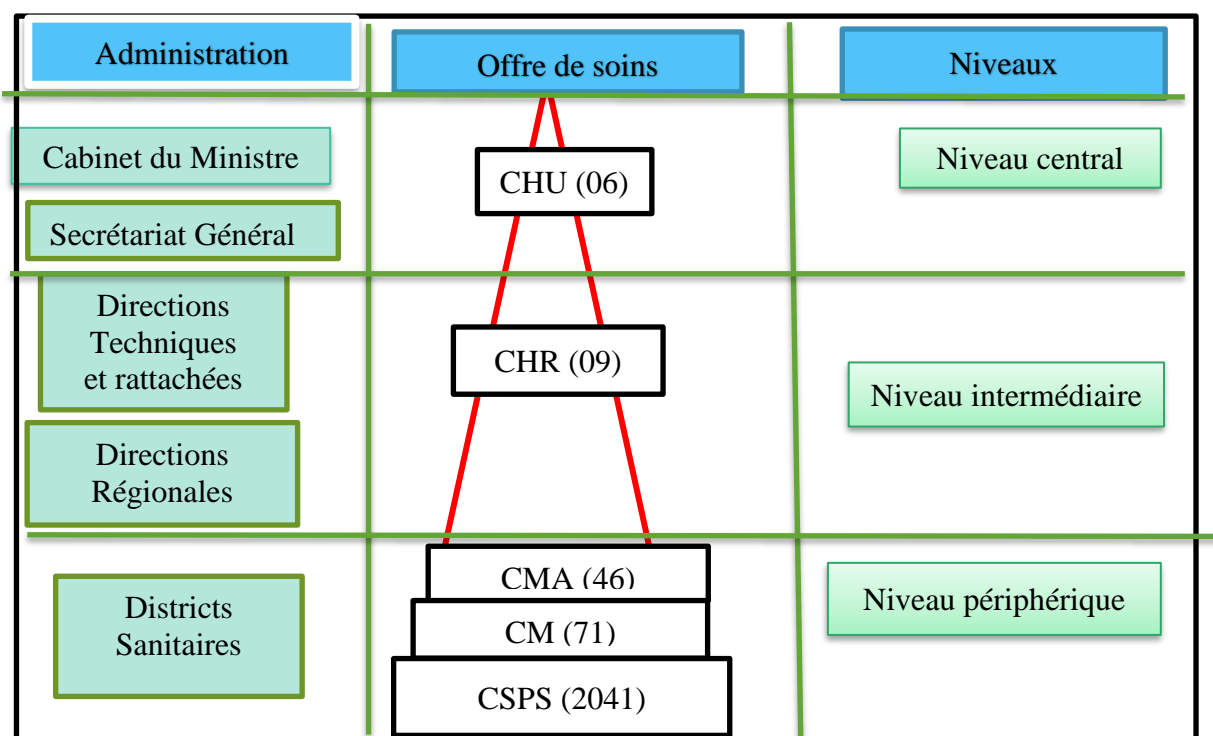 Administration
Offre de soins
Niveaux
Cabinet du Ministre
CHU (06)
Niveau central
Secrétariat Général
Directions
Techniques
et rattachées
CHR (09)
Niveau intermédiaire
Directions
Régionales
Districts
Sanitaires
CMA (46)
CM (71)
CSPS (2041)
Niveau périphérique